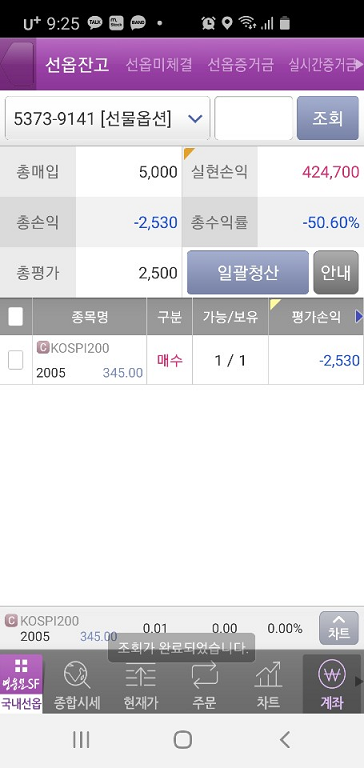 U+ 9:25 TALK BAND
선옵잔고 선옵미체결 선옵증거금 실시간증거금
5373-9141 [선물옵션] 조회
총매입 5,000 실현손익 424,700
총손익 -2,530 총수익률 -50.60%
총평가 2,500 일괄청산 안내
종목명 구분 가능/보유 평가손익
C KOSPI200 매수 1 / 1 -2,530
2005 345.00
C KOSPI200
2005 345.00 0.01 0.00 0.00% 차트
조회가 완료되었습니다.
영웅문SF
국내선옵 종합시세 현재가 주문 차트 계좌